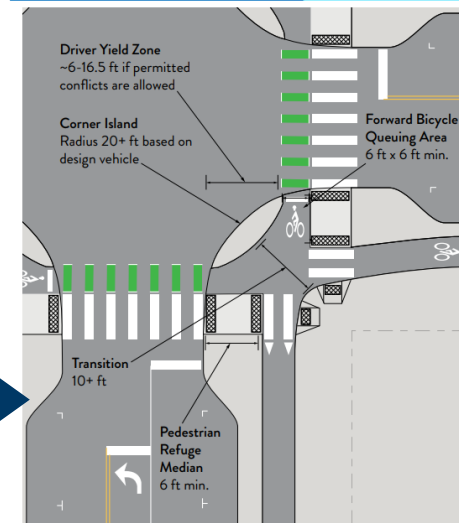 Driver Yield Zone
~6-16.5 ft if permitted
conflicts are allowed
Corner Island
Radius 20+ ft based on
design vehicle
Forward Bicycle
Queuing Area
6 ft x 6 ft min.
Transition
10+ ft
Pedestrian
Refuge
Median
6 ft min.